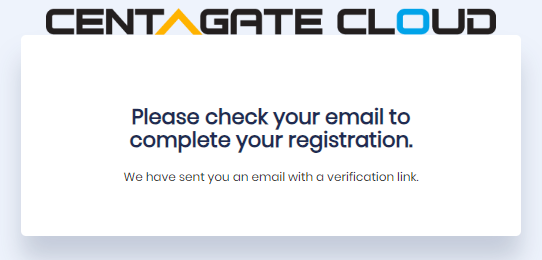 CENTAGATE CLOUD
Please check your email to
complete your registration.
We have sent you an email with a verification link.